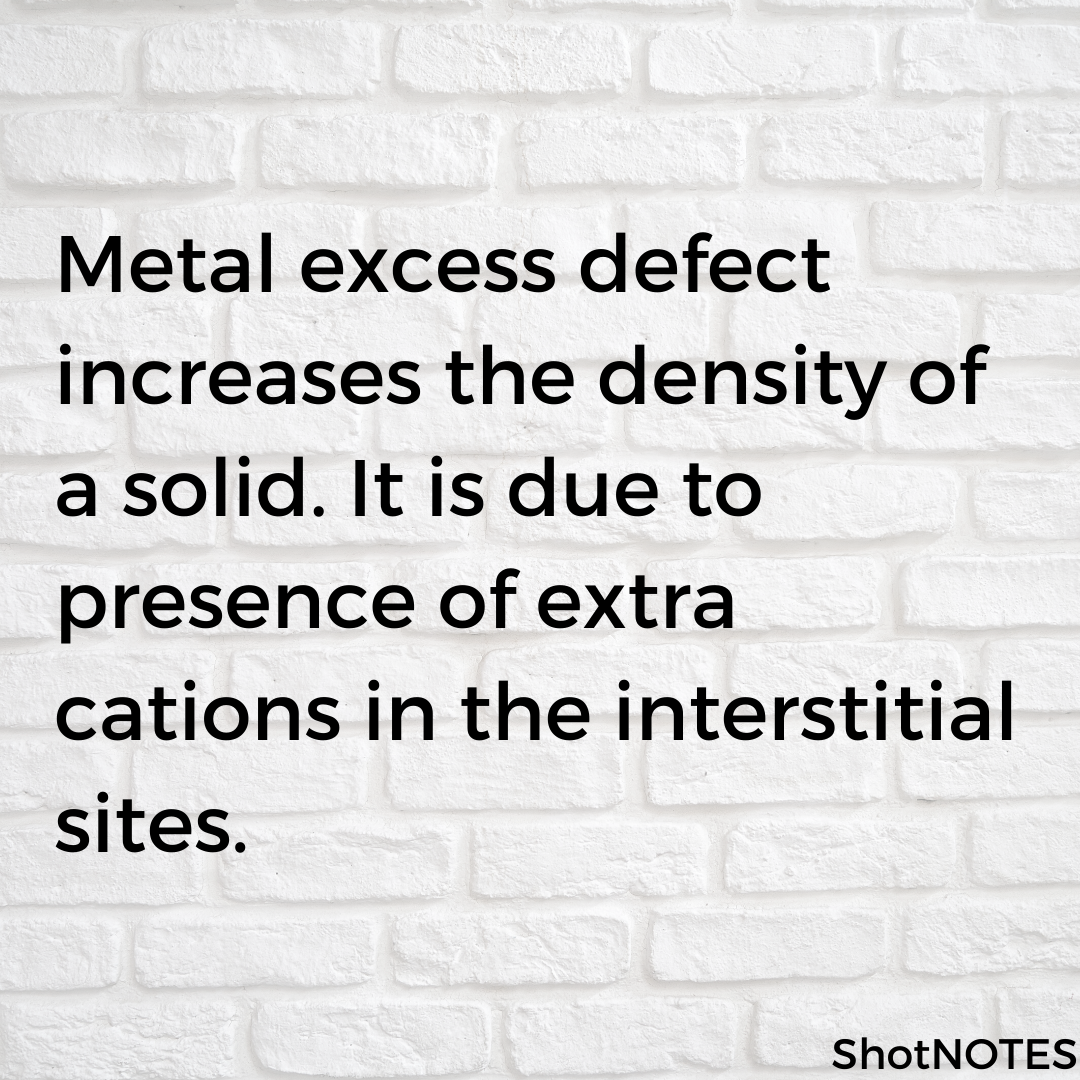 Metal excess defect
increases the density of
a solid. It is due to
presence of extra
cations in the interstitial
sites.
ShotNOTES